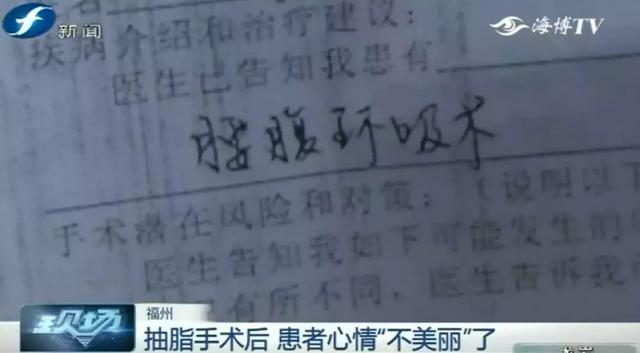 新闻
海博TV
疾病介绍和治疗建议：
医生已告知我患有
腰腹环吸术
手术潜在风险和对策：（说明以下
医生告知我如下可能发生的
有所不同，医生告诉我
现场
福州
抽脂手术后 患者心情“不美丽”了